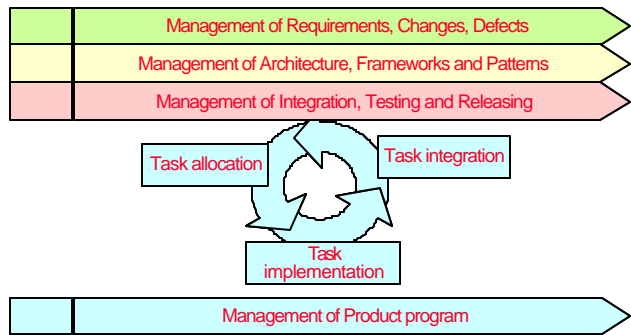 Management of Requirements, Changes, Defects
Management of Architecture, Frameworks and Patterns
Management of Integration, Testing and Releasing
Task allocation
Task integration
Task
implementation
Management of Product program